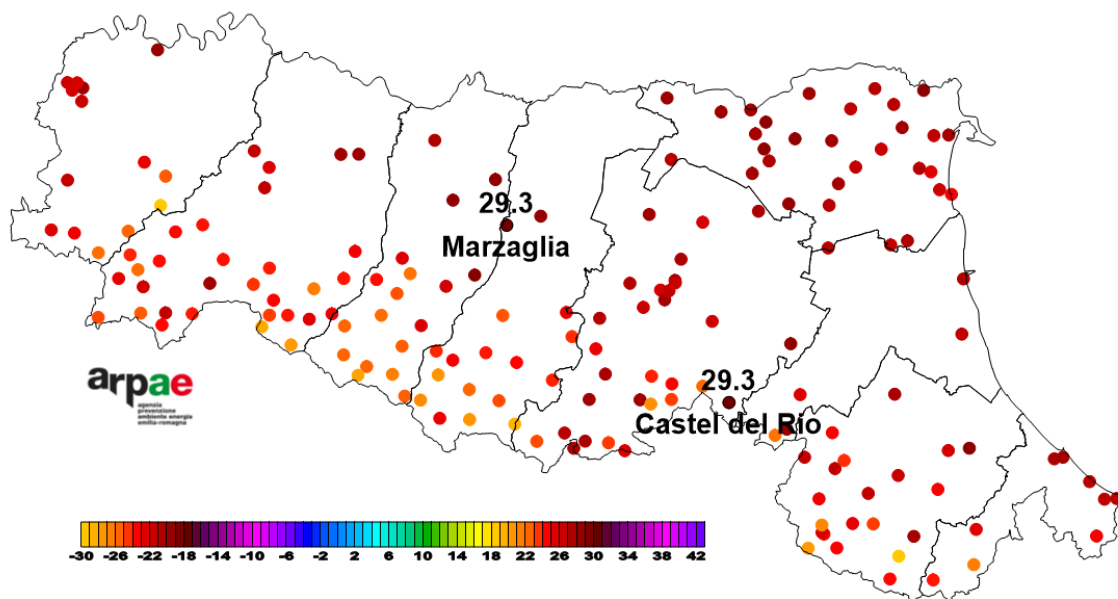 29.3
Marzaglia
29.3
Castel del Rio
arpae
agenzia
prevenzione
ambiente energia
emilia-romagna
-30 -26 -22 -18 -14 -10 -6 -2 2 6 10 14 18 22 26 30 34 38 42